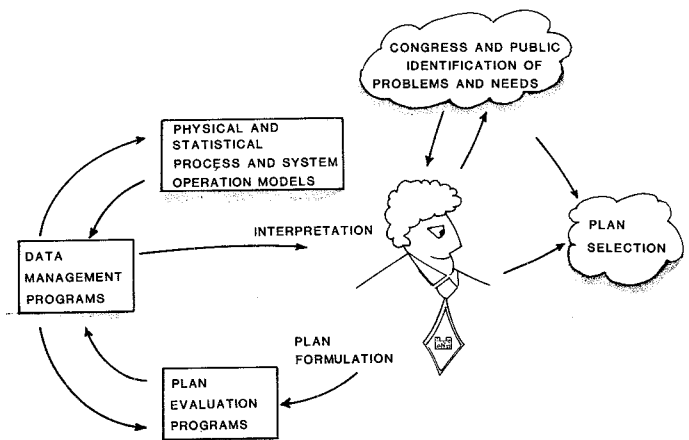 CONGRESS AND PUBLIC
IDENTIFICATION OF
PROBLEMS AND NEEDS
PHYSICAL AND
STATISTICAL
PROCESS AND SYSTEM
OPERATION MODELS
INTERPRETATION
PLAN
SELECTION
DATA
MANAGEMENT
PROGRAMS
PLAN
FORMULATION
PLAN
EVALUATION
PROGRAMS